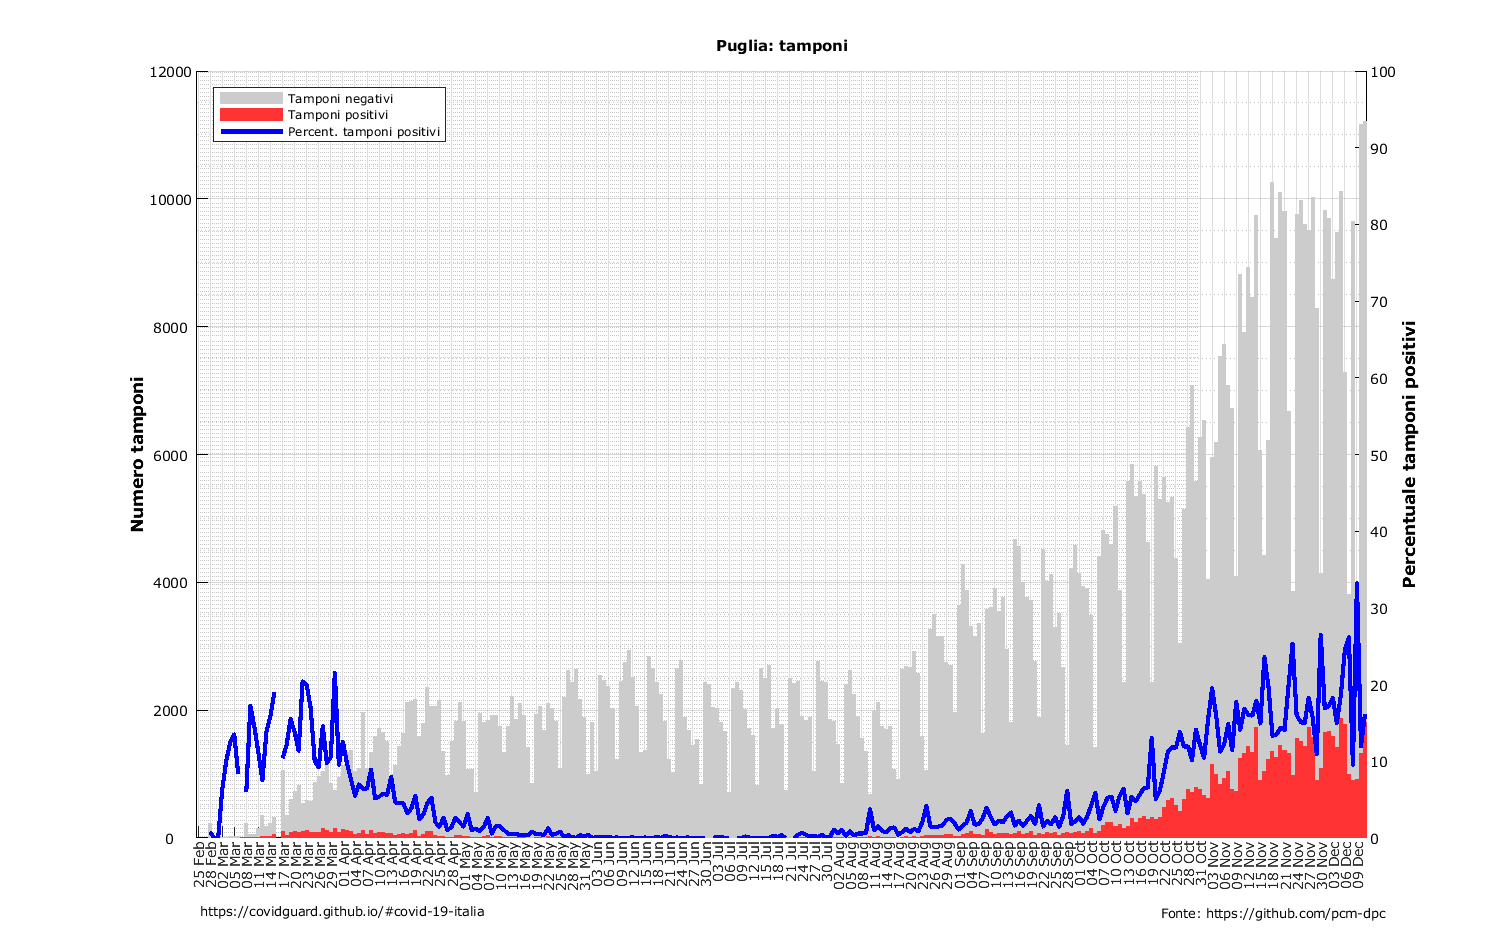 Puglia: tamponi
Tamponi negativi
Tamponi positivi
Percent. tamponi positivi
Numero tamponi
12000
10000
8000
6000
4000
2000
0
Percentuale tamponi positivi
100
90
80
70
60
50
40
30
20
10
0
25 Feb
28 Feb
02 Mar
05 Mar
08 Mar
11 Mar
14 Mar
17 Mar
20 Mar
23 Mar
26 Mar
29 Mar
01 Apr
04 Apr
07 Apr
10 Apr
13 Apr
16 Apr
19 Apr
22 Apr
25 Apr
28 Apr
01 May
04 May
07 May
10 May
13 May
16 May
19 May
22 May
25 May
28 May
31 May
03 Jun
06 Jun
09 Jun
12 Jun
15 Jun
18 Jun
21 Jun
24 Jun
27 Jun
30 Jun
03 Jul
06 Jul
09 Jul
12 Jul
15 Jul
18 Jul
21 Jul
24 Jul
27 Jul
30 Jul
02 Aug
05 Aug
08 Aug
11 Aug
14 Aug
17 Aug
20 Aug
23 Aug
26 Aug
29 Aug
01 Sep
04 Sep
07 Sep
10 Sep
13 Sep
16 Sep
19 Sep
22 Sep
25 Sep
28 Sep
01 Oct
04 Oct
07 Oct
10 Oct
13 Oct
16 Oct
19 Oct
22 Oct
25 Oct
28 Oct
31 Oct
03 Nov
06 Nov
09 Nov
12 Nov
15 Nov
18 Nov
21 Nov
24 Nov
27 Nov
30 Nov
03 Dec
06 Dec
09 Dec
https://covidguard.github.io/#covid-19-italia
Fonte: https://github.com/pcm-dpc